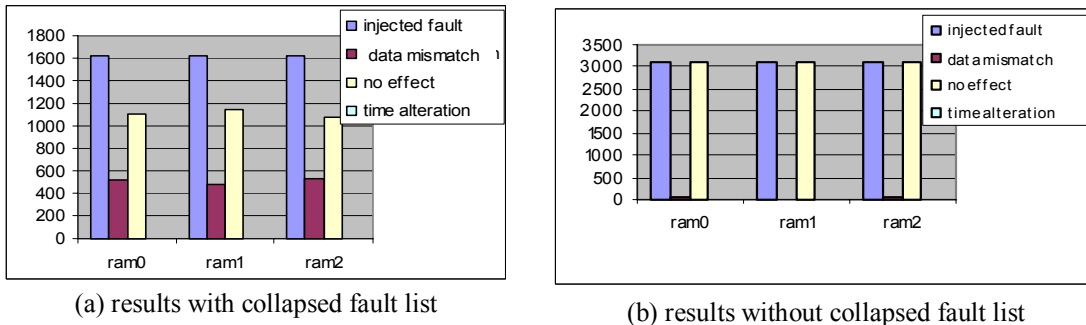 injected fault
data mismatch
no effect
time alteration
1800
1600
1400
1200
1000
800
600
400
200
0
ram0 ram1 ram2
(a) results with collapsed fault list
injected fault
data mismatch
no effect
time alteration
3500
3000
2500
2000
1500
1000
500
0
ram0 ram1 ram2
(b) results without collapsed fault list